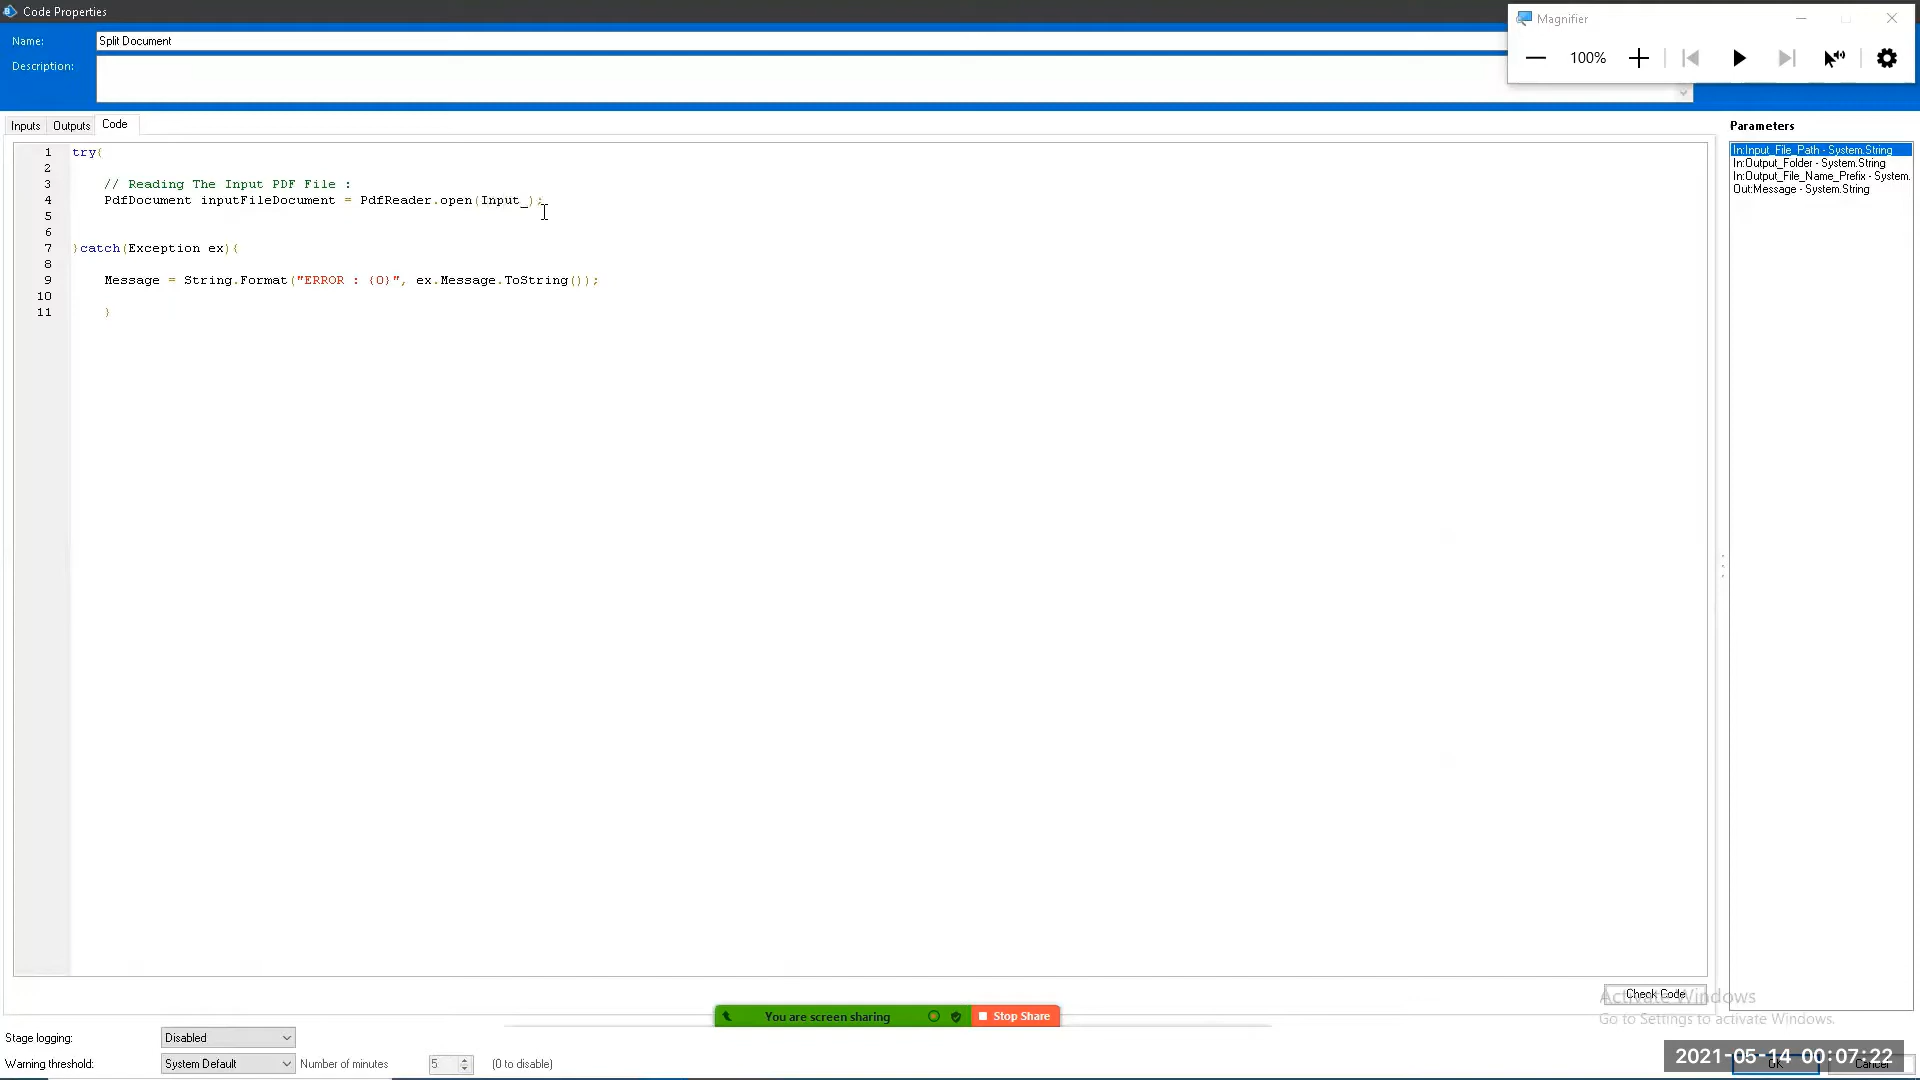 Code Properties
Magnifier
Name:
Split Document
Description:
100%
Inputs
Outputs
Code
Parameters
1 try{
2
3 // Reading The Input PDF File :
4 PdfDocument inputFileDocument = PdfReader.open(Input_);
5
6
7 }catch(Exception ex){
8
9 Message = String.Format("ERROR : {0}", ex.Message.ToString());
10
11 }
In:Input_File_Path - System.String
In:Output_Folder - System.String
In:Output_File_Name_Prefix - System.
Out:Message - System.String
Check Code
Activate Windows
Go to Settings to activate Windows.
You are screen sharing
Stop Share
Stage logging:
Disabled
Warning threshold:
System Default
Number of minutes
5
(0 to disable)
2021-05-14 00:07:22
OK
Cancel